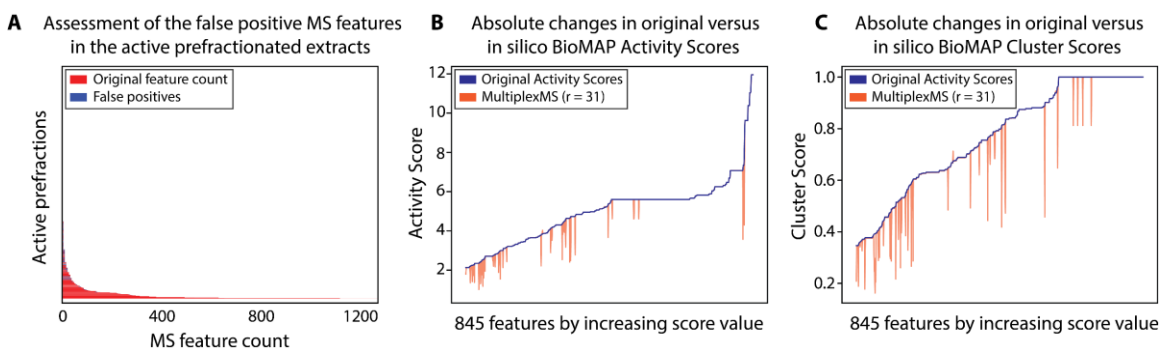 A Assessment of the false positive MS features
in the active prefractionated extracts
Original feature count
False positives
Active prefractions
0 400 800 1200
MS feature count
B Absolute changes in original versus
in silico BioMAP Activity Scores
12
Original Activity Scores
MultiplexMS (r = 31)
10
8
6
4
2
Activity Score
845 features by increasing score value
C Absolute changes in original versus
in silico BioMAP Cluster Scores
Original Activity Scores
1.0
MultiplexMS (r = 31)
0.8
0.6
0.4
0.2
Cluster Score
845 features by increasing score value